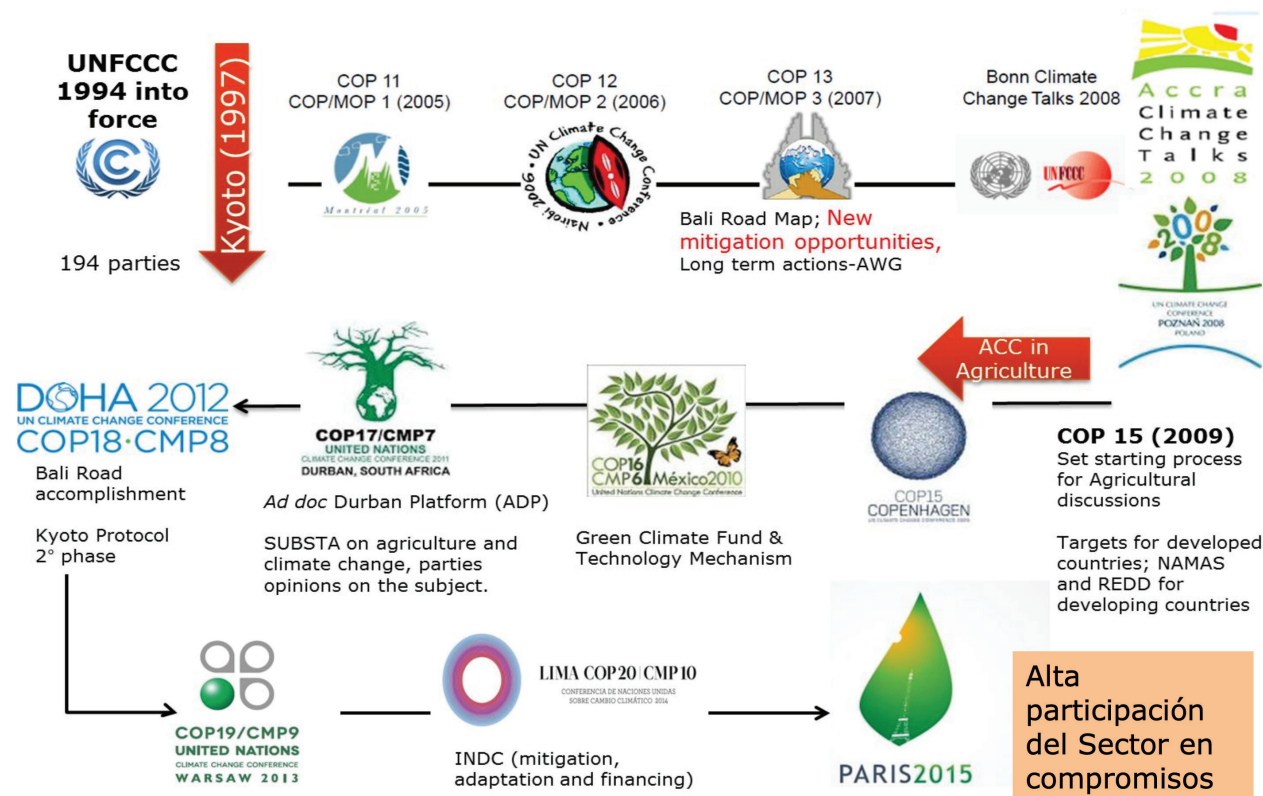 UNFCCC
1994 into
force
194 parties
Kyoto (1997)
COP 11
COP/MOP 1 (2005)
Montréal 2005
COP 12
COP/MOP 2 (2006)
UN Climate Change Conference • Nairobi 2006 •
COP 13
COP/MOP 3 (2007)
Bali Road Map; New
mitigation opportunities,
Long term actions-AWG
Bonn Climate
Change Talks 2008
UNFCCC
Accra
Climate
Change
Talks
2008
2008
UN CLIMATE CHANGE
CONFERENCE
POZNAŃ 2008
POLAND
ACC in
Agriculture
COP 15 (2009)
Set starting process
for Agricultural
discussions
Targets for developed
countries; NAMAS
and REDD for
developing countries
COP15
COPENHAGEN
UN CLIMATE CHANGE CONFERENCE 2009
COP16
CMP6 México2010
United Nations Climate Change Conference
Green Climate Fund &
Technology Mechanism
COP17/CMP7
UNITED NATIONS
CLIMATE CHANGE CONFERENCE 2011
DURBAN, SOUTH AFRICA
Ad doc Durban Platform (ADP)
SUBSTA on agriculture and
climate change, parties
opinions on the subject.
DOHA 2012
UN CLIMATE CHANGE CONFERENCE
COP18·CMP8
Bali Road
accomplishment
Kyoto Protocol
2° phase
COP19/CMP9
UNITED NATIONS
CLIMATE CHANGE CONFERENCE
WARSAW 2013
LIMA COP20|CMP10
CONFERENCIA DE NACIONES UNIDAS
SOBRE CAMBIO CLIMÁTICO 2014
INDC (mitigation,
adaptation and financing)
PARIS2015
Alta
participación
del Sector en
compromisos